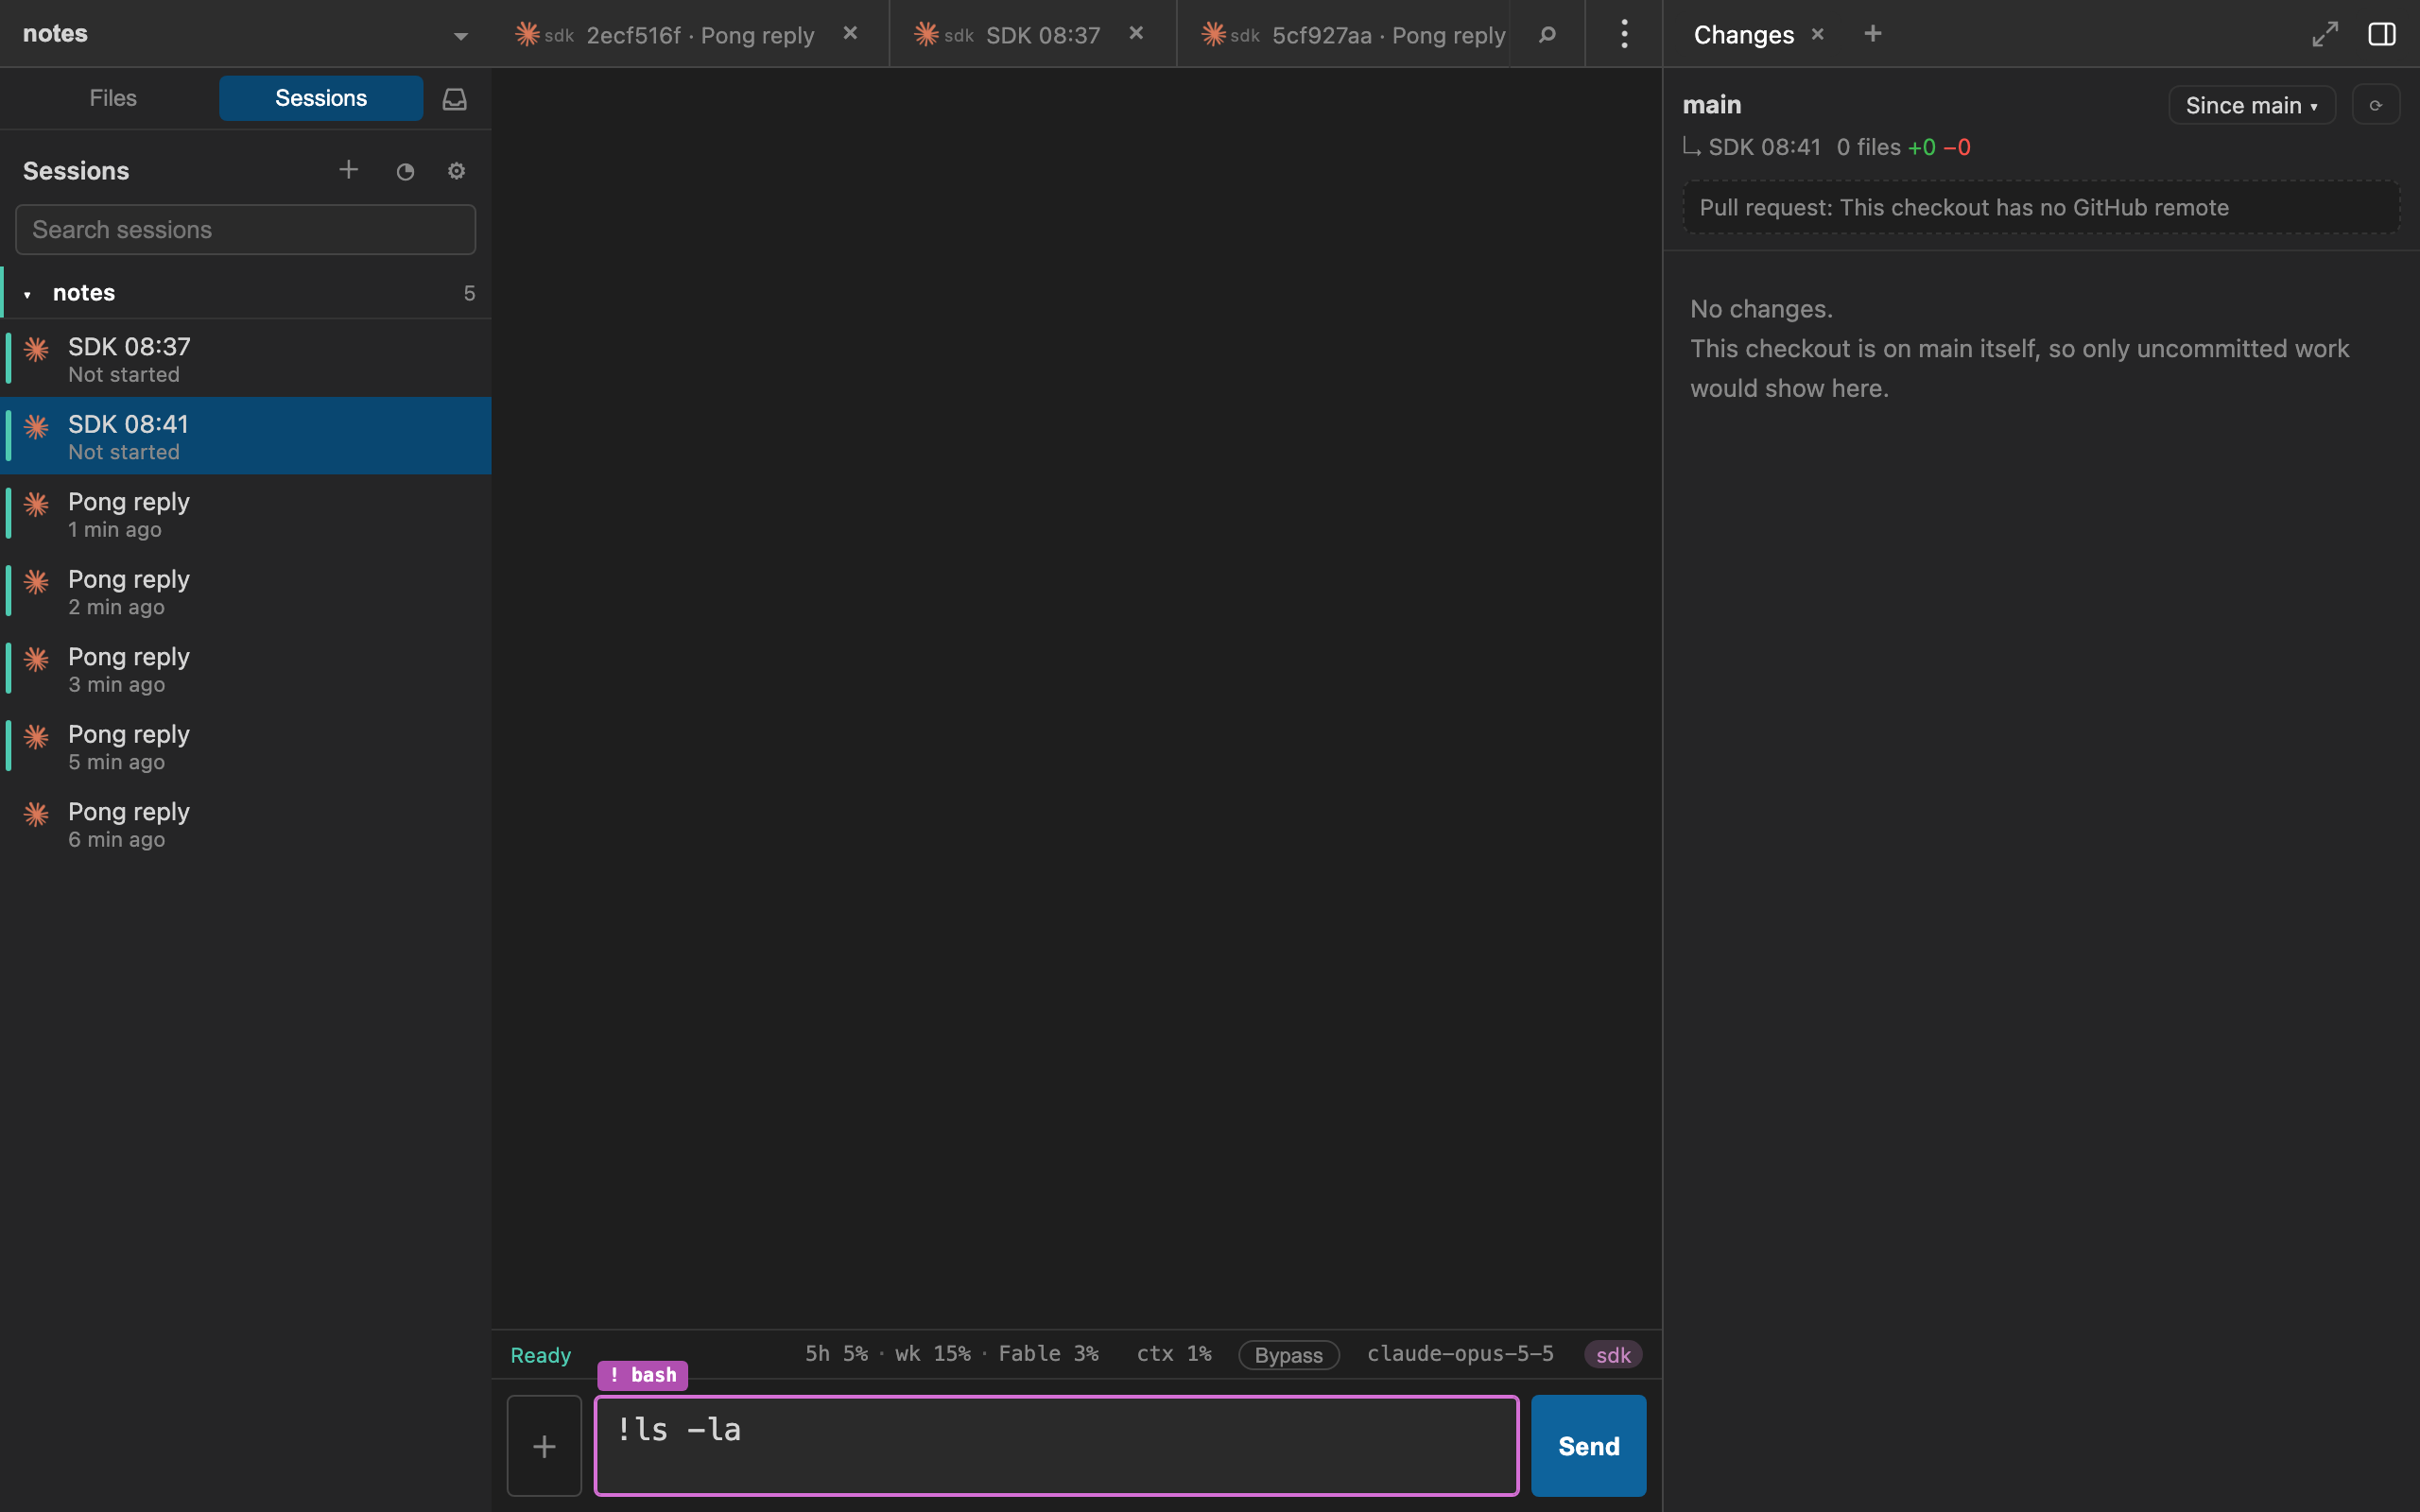 notes
sdk 2ecf516f · Pong reply ×
sdk SDK 08:37 ×
sdk 5cf927aa · Pong reply
Changes × +
Files
Sessions
Sessions
Search sessions
notes 5
SDK 08:37
Not started
SDK 08:41
Not started
Pong reply
1 min ago
Pong reply
2 min ago
Pong reply
3 min ago
Pong reply
5 min ago
Pong reply
6 min ago
Ready
5h 5% · wk 15% · Fable 3%
ctx 1%
Bypass
claude-opus-5-5
sdk
! bash
+
!ls -la
Send
main
Since main
SDK 08:41 0 files +0 −0
Pull request: This checkout has no GitHub remote
No changes.
This checkout is on main itself, so only uncommitted work
would show here.